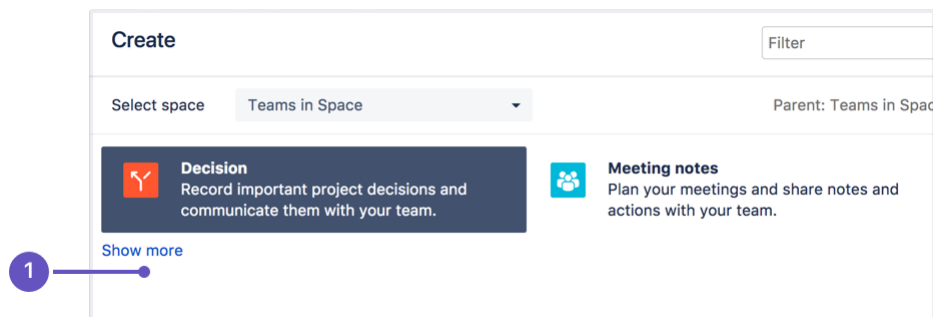 Create
Filter
Select space
Teams in Space
Parent: Teams in Spac
Decision
Record important project decisions and
communicate them with your team.
Meeting notes
Plan your meetings and share notes and
actions with your team.
Show more
1